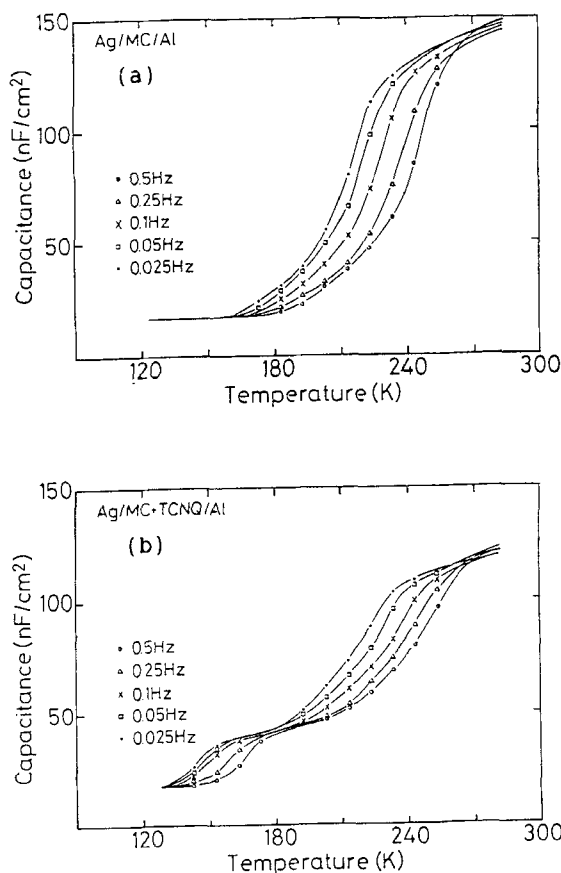 Ag/MC/Al
(a)
Capacitance (nF/cm²)
150
100
50
• 0.5Hz
△ 0.25Hz
× 0.1Hz
□ 0.05Hz
· 0.025Hz
120 180 240 300
Temperature (K)
Ag/MC+TCNQ/Al
(b)
Capacitance (nF/cm²)
150
100
50
∘ 0.5Hz
△ 0.25Hz
× 0.1Hz
□ 0.05Hz
· 0.025Hz
120 180 240 300
Temperature (K)